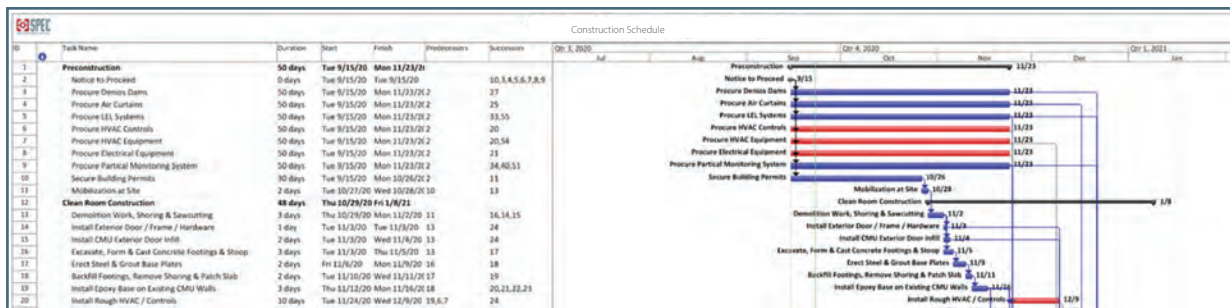 SPEC
Construction Schedule
ID Task Name Duration Start Finish Predecessors Successors Qtr 3, 2020 Qtr 4, 2020 Qtr 1, 2021
Jul Aug Sep Oct Nov Dec Jan
1 Preconstruction 50 days Tue 9/15/20 Mon 11/23/2 Preconstruction 11/23
2 Notice to Proceed 0 days Tue 9/15/20 Tue 9/15/20 10,3,4,5,6,7,8,9 Notice to Proceed 9/15
3 Procure Denios Dams 50 days Tue 9/15/20 Mon 11/23/2 2 27 Procure Denios Dams 11/23
4 Procure Air Curtains 50 days Tue 9/15/20 Mon 11/23/2 2 25 Procure Air Curtains 11/23
5 Procure LEL Systems 50 days Tue 9/15/20 Mon 11/23/2 2 33,55 Procure LEL Systems 11/23
6 Procure HVAC Controls 50 days Tue 9/15/20 Mon 11/23/2 2 20 Procure HVAC Controls 11/23
7 Procure HVAC Equipment 50 days Tue 9/15/20 Mon 11/23/2 2 20,54 Procure HVAC Equipment 11/23
8 Procure Electrical Equipment 50 days Tue 9/15/20 Mon 11/23/2 2 21 Procure Electrical Equipment 11/23
9 Procure Partical Monitoring System 50 days Tue 9/15/20 Mon 11/23/2 2 34,40,51 Procure Partical Monitoring System 11/23
10 Secure Building Permits 30 days Tue 9/15/20 Mon 10/26/2 2 11 Secure Building Permits 10/26
11 Mobilization at Site 2 days Tue 10/27/20 Wed 10/28/2 10 13 Mobilization at Site 10/28
12 Clean Room Construction 48 days Thu 10/29/20 Fri 1/8/21 Clean Room Construction 1/8
13 Demolition Work, Shoring & Sawcutting 3 days Thu 10/29/20 Mon 11/2/20 11 16,14,15 Demolition Work, Shoring & Sawcutting 11/2
14 Install Exterior Door / Frame / Hardware 1 day Tue 11/3/20 Tue 11/3/20 13 24 Install Exterior Door / Frame / Hardware 11/3
15 Install CMU Exterior Door Infill 2 days Tue 11/3/20 Wed 11/4/20 13 24 Install CMU Exterior Door Infill 11/4
16 Excavate, Form & Cast Concrete Footings & Stoop 3 days Tue 11/3/20 Thu 11/5/20 13 17 Excavate, Form & Cast Concrete Footings & Stoop 11/5
17 Erect Steel & Grout Base Plates 2 days Fri 11/6/20 Mon 11/9/20 16 18 Erect Steel & Grout Base Plates 11/9
18 Backfill Footings, Remove Shoring & Patch Slab 2 days Tue 11/10/20 Wed 11/11/2 17 19 Backfill Footings, Remove Shoring & Patch Slab 11/11
19 Install Epoxy Base on Existing CMU Walls 3 days Thu 11/12/20 Mon 11/16/2 18 Install Epoxy Base on Existing CMU Walls 11/16
20 Install Rough HVAC / Controls 10 days Tue 11/24/20 Wed 12/9/20 19,6,7 24 Install Rough HVAC / Controls 12/9